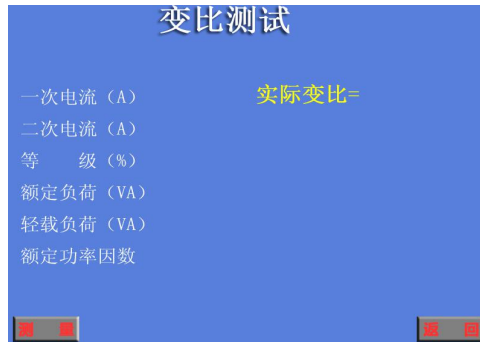 变比测试
一次电流（A）
实际变比=
二次电流（A）
等　　级（%）
额定负荷（VA）
轻载负荷（VA）
额定功率因数
测　量
返　回